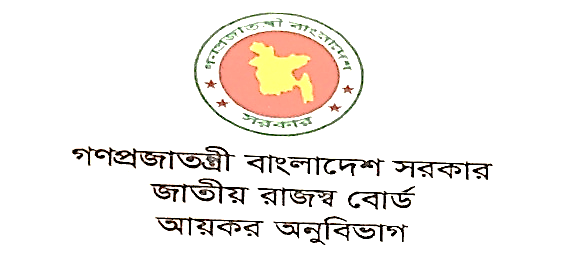 গণপ্রজাতন্ত্রী বাংলাদেশ
সরকার
গণপ্রজাতন্ত্রী বাংলাদেশ সরকার
জাতীয় রাজস্ব বোর্ড
আয়কর অনুবিভাগ